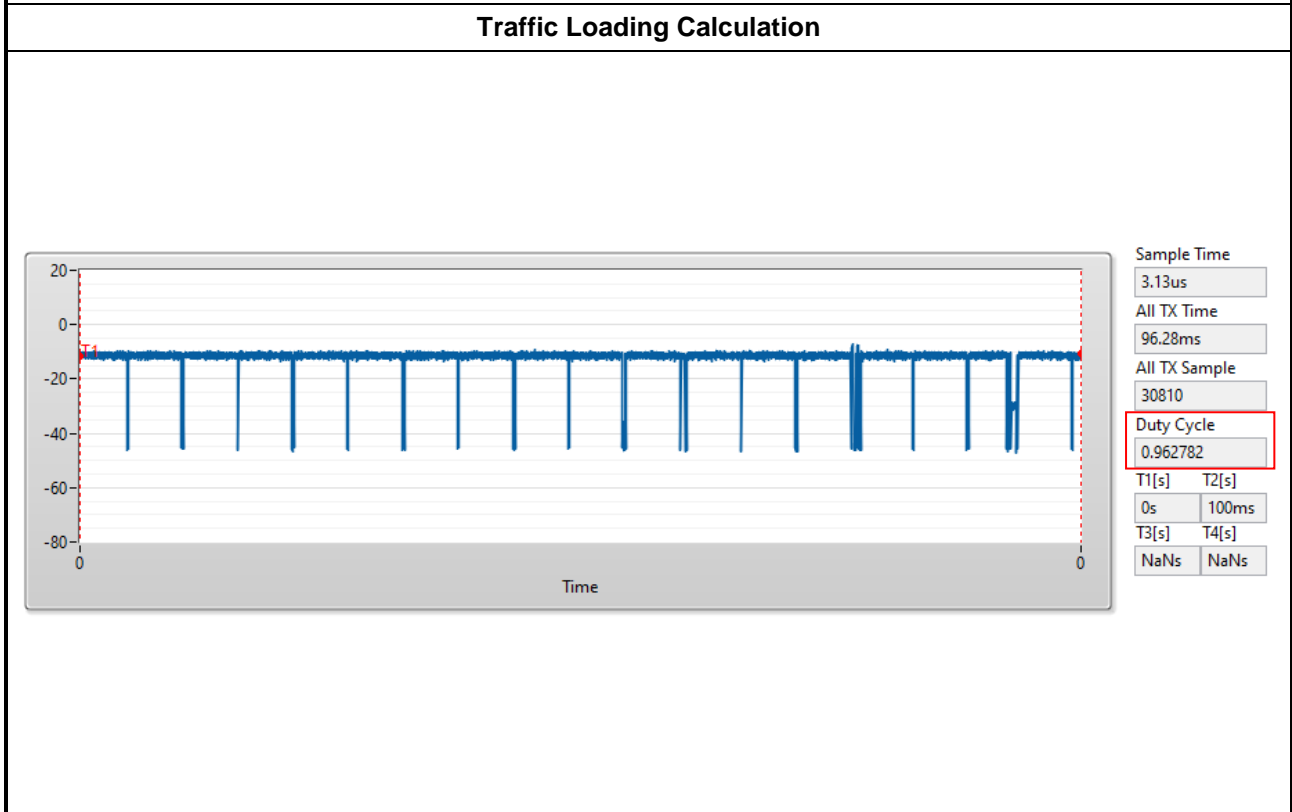 Traffic Loading Calculation
20
0
-20
-40
-60
-80
T1
0
0
Time
Sample Time
3.13us
All TX Time
96.28ms
All TX Sample
30810
Duty Cycle
0.962782
T1[s] T2[s]
0s 100ms
T3[s] T4[s]
NaNs NaNs